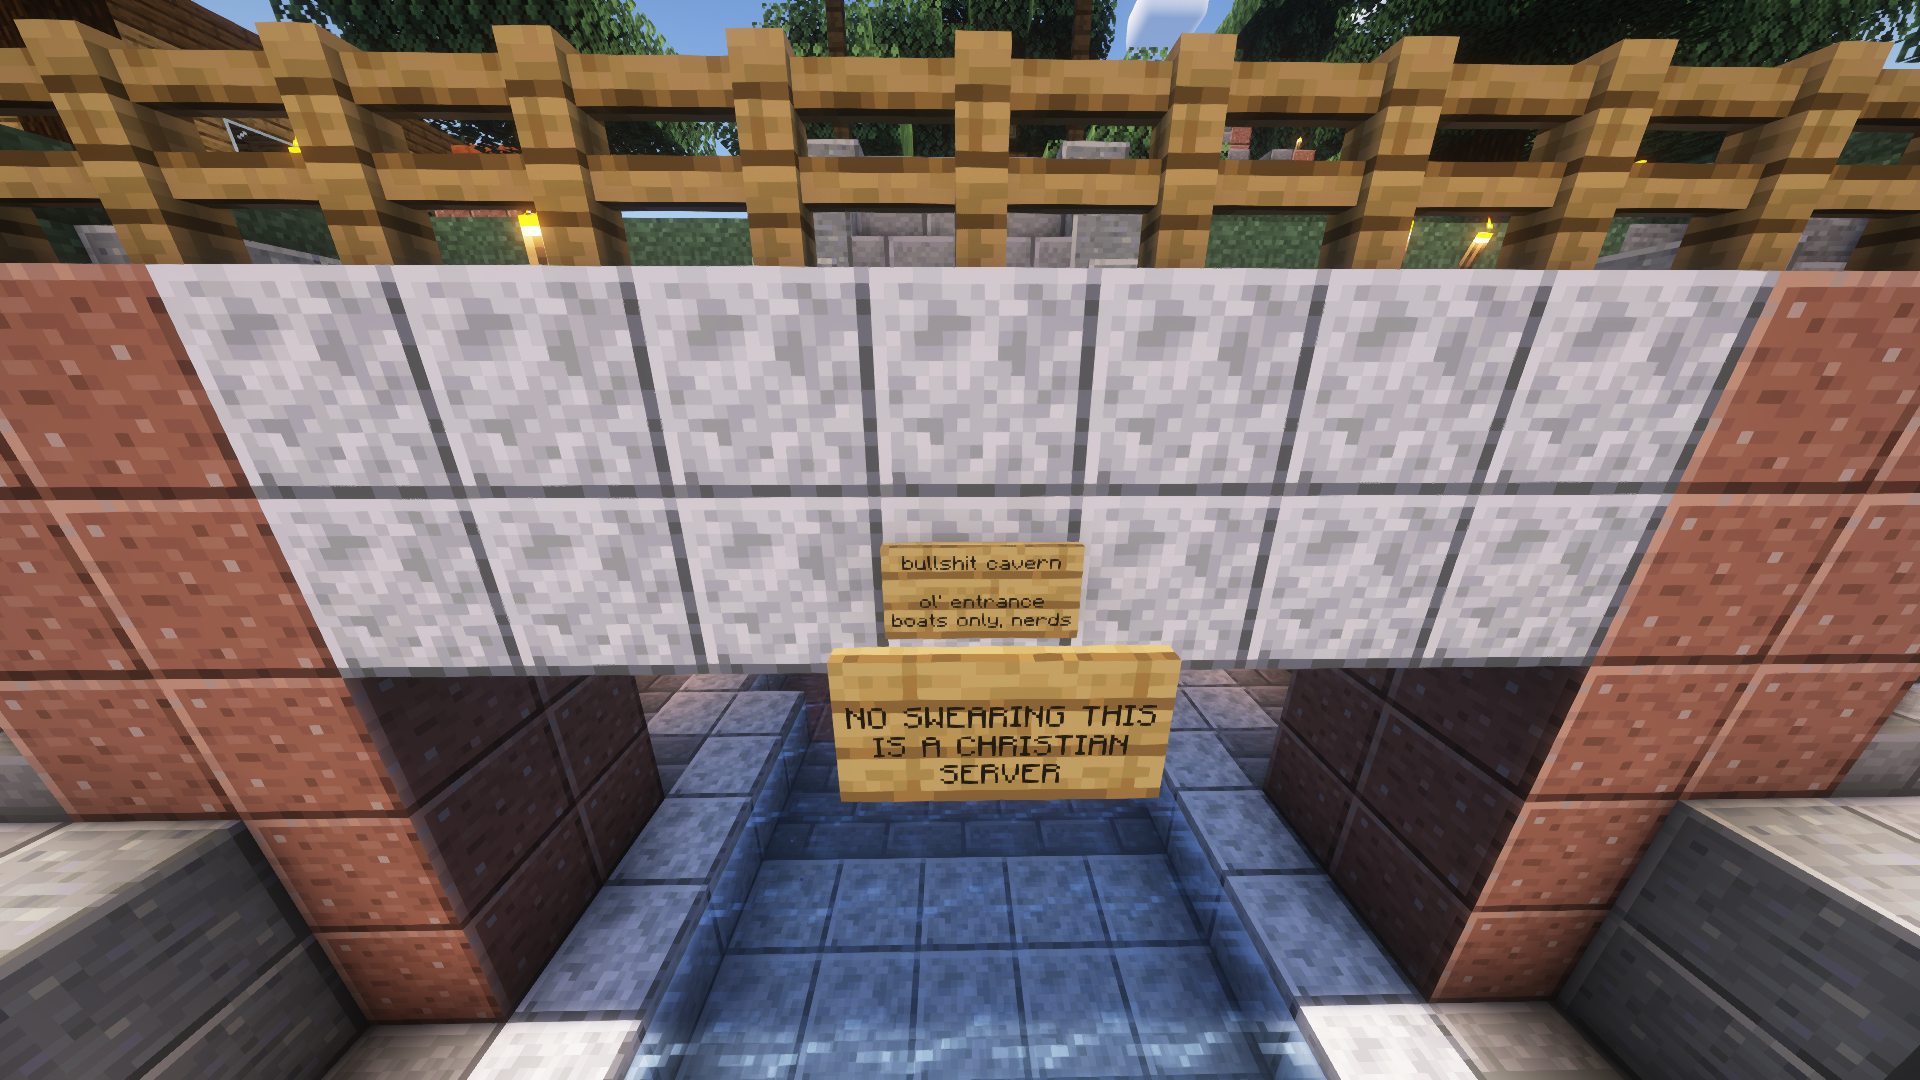 bullshit cavern
ol' entrance
boats only, nerds
NO SWEARING THIS
IS A CHRISTIAN
SERVER